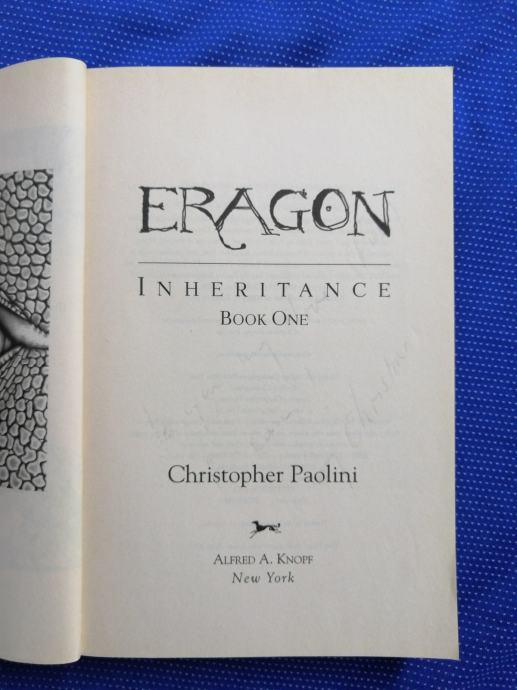 ERAGON
INHERITANCE
BOOK ONE
Christopher Paolini
ALFRED A. KNOPF
New York